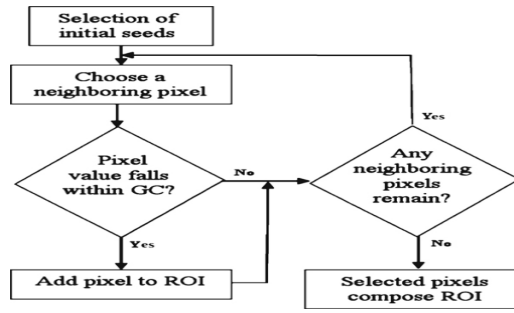 Selection of
initial seeds
Choose a
neighboring pixel
Yes
Pixel
value falls
within GC?
No
Any
neighboring
pixels
remain?
Yes
No
Add pixel to ROI
Selected pixels
compose ROI